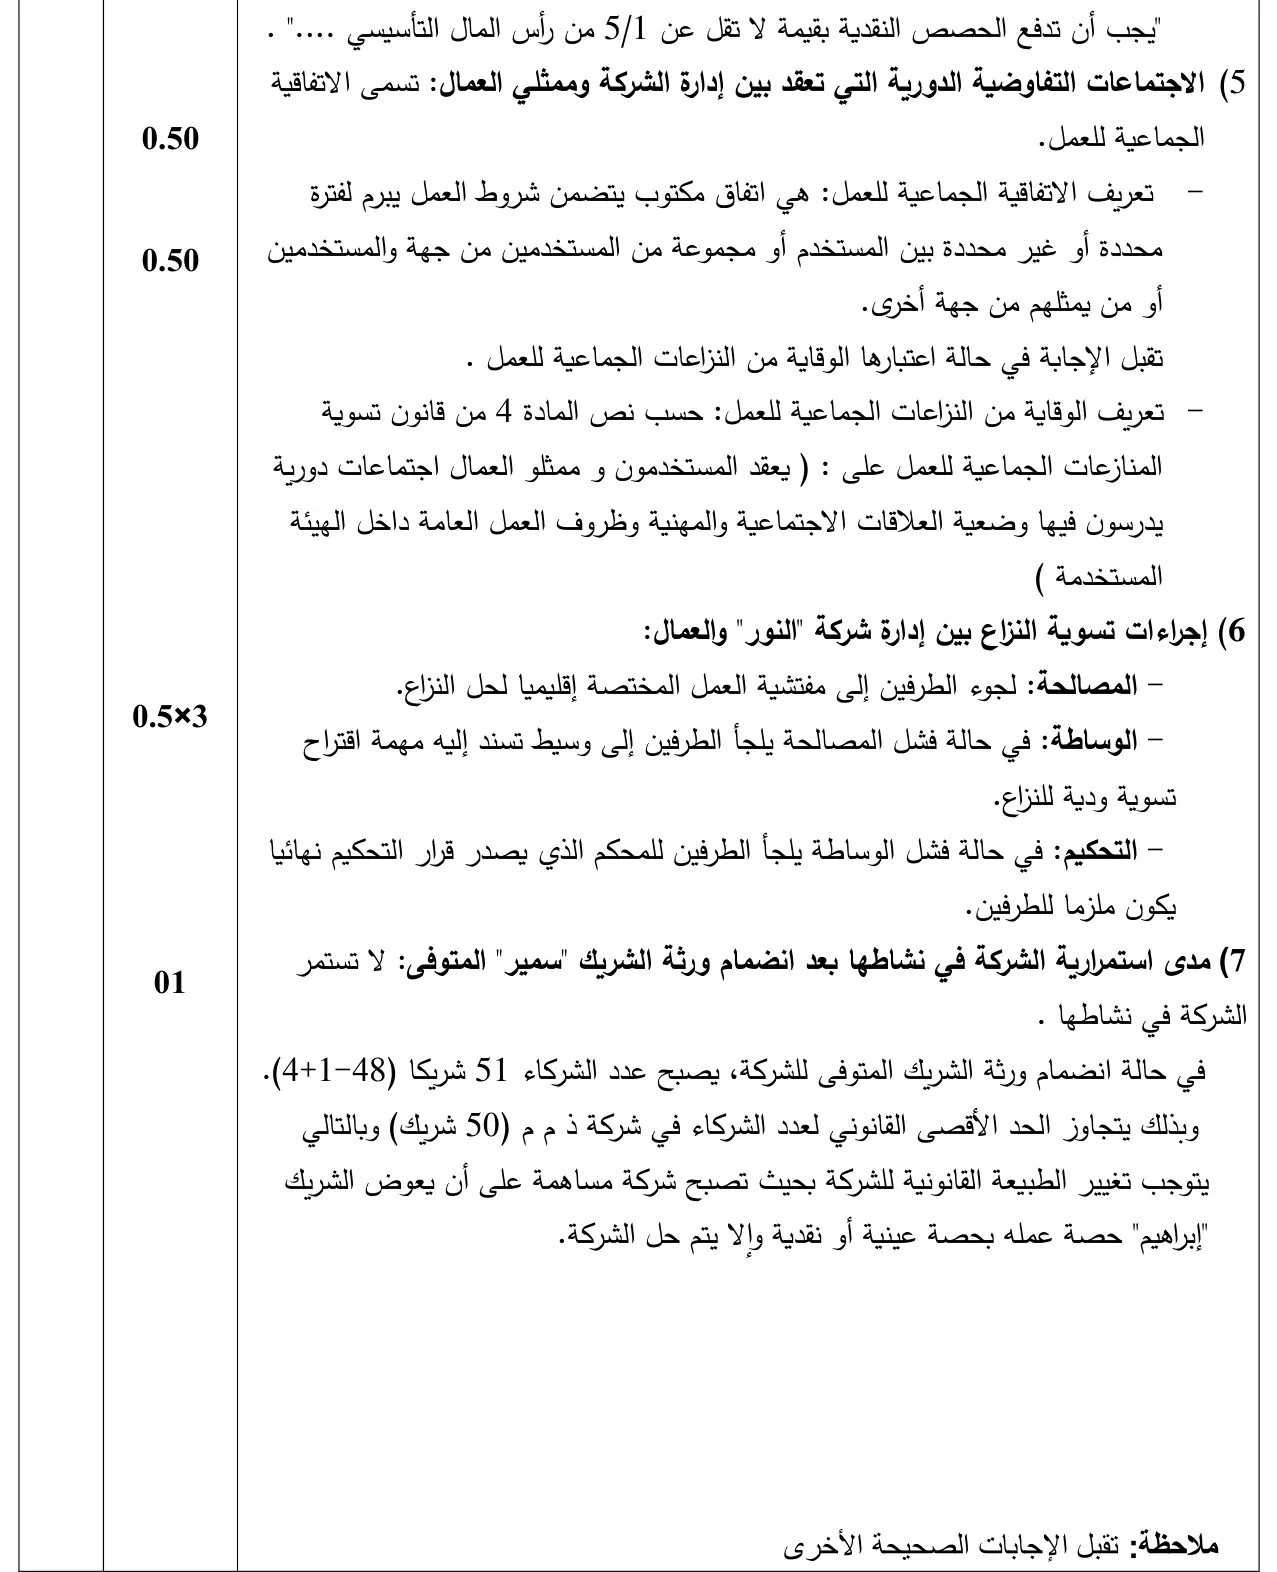 "يجب أن تدفع الحصص النقدية بقيمة لا تقل عن 5/1 من رأس المال التأسيسي ....". 
5) الاجتماعات التفاوضية الدورية التي تعقد بين إدارة الشركة وممثلي العمال: تسمى الاتفاقية
الجماعية للعمل.
0.50
– تعريف الاتفاقية الجماعية للعمل: هي اتفاق مكتوب يتضمن شروط العمل يبرم لفترة
محددة أو غير محددة بين المستخدم أو مجموعة من المستخدمين من جهة والمستخدمين
0.50
أو من يمثلهم من جهة أخرى.
تقبل الإجابة في حالة اعتبارها الوقاية من النزاعات الجماعية للعمل .
– تعريف الوقاية من النزاعات الجماعية للعمل: حسب نص المادة 4 من قانون تسوية
المنازعات الجماعية للعمل على : ( يعقد المستخدمون و ممثلو العمال اجتماعات دورية
يدرسون فيها وضعية العلاقات الاجتماعية والمهنية وظروف العمل العامة داخل الهيئة
المستخدمة )
6) إجراءات تسوية النزاع بين إدارة شركة "النور" والعمال:
– المصالحة: لجوء الطرفين إلى مفتشية العمل المختصة إقليميا لحل النزاع.
0.5×3
– الوساطة: في حالة فشل المصالحة يلجأ الطرفين إلى وسيط تسند إليه مهمة اقتراح
تسوية ودية للنزاع.
– التحكيم: في حالة فشل الوساطة يلجأ الطرفين للمحكم الذي يصدر قرار التحكيم نهائيا
يكون ملزما للطرفين.
7) مدى استمرارية الشركة في نشاطها بعد انضمام ورثة الشريك "سمير" المتوفى: لا تستمر
01
الشركة في نشاطها .
في حالة انضمام ورثة الشريك المتوفى للشركة، يصبح عدد الشركاء 51 شريكا (48-1+4).
وبذلك يتجاوز الحد الأقصى القانوني لعدد الشركاء في شركة ذ م م (50 شريك) وبالتالي
يتوجب تغيير الطبيعة القانونية للشركة بحيث تصبح شركة مساهمة على أن يعوض الشريك
"إبراهيم" حصة عمله بحصة عينية أو نقدية وإلا يتم حل الشركة.
ملاحظة: تقبل الإجابات الصحيحة الأخرى